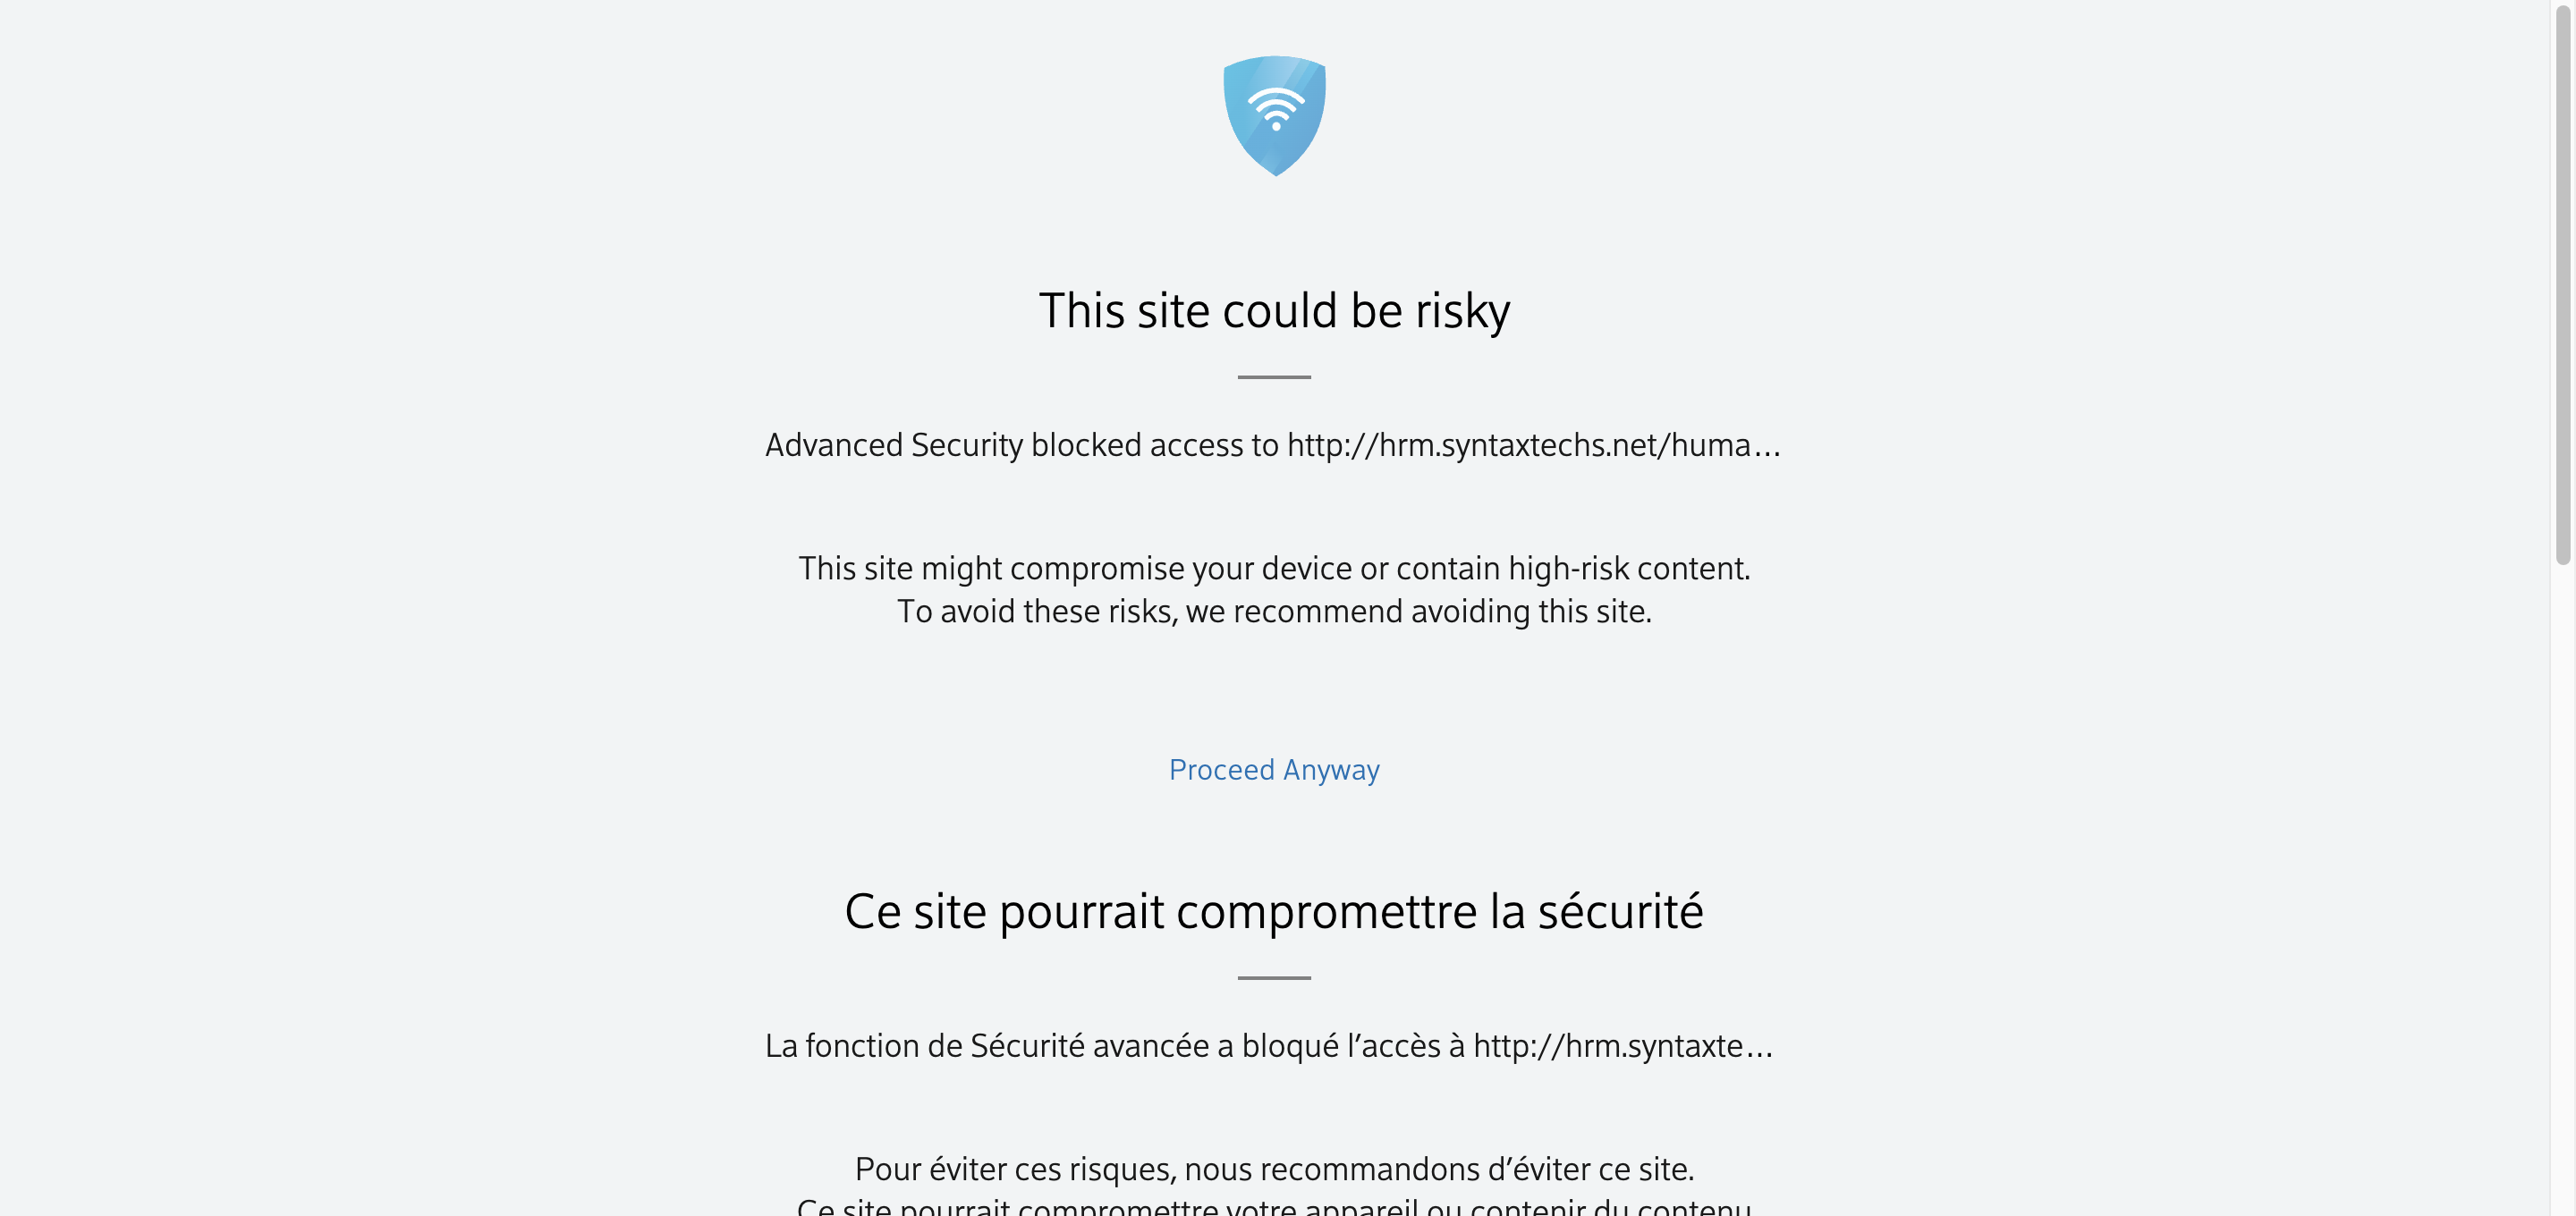 This site could be risky
Advanced Security blocked access to http://hrm.syntaxtechs.net/huma...
This site might compromise your device or contain high-risk content.
To avoid these risks, we recommend avoiding this site.
Proceed Anyway
Ce site pourrait compromettre la sécurité
La fonction de Sécurité avancée a bloqué l’accès à http://hrm.syntaxte...
Pour éviter ces risques, nous recommandons d’éviter ce site.
Ce site pourrait compromettre votre appareil ou contenir du contenu